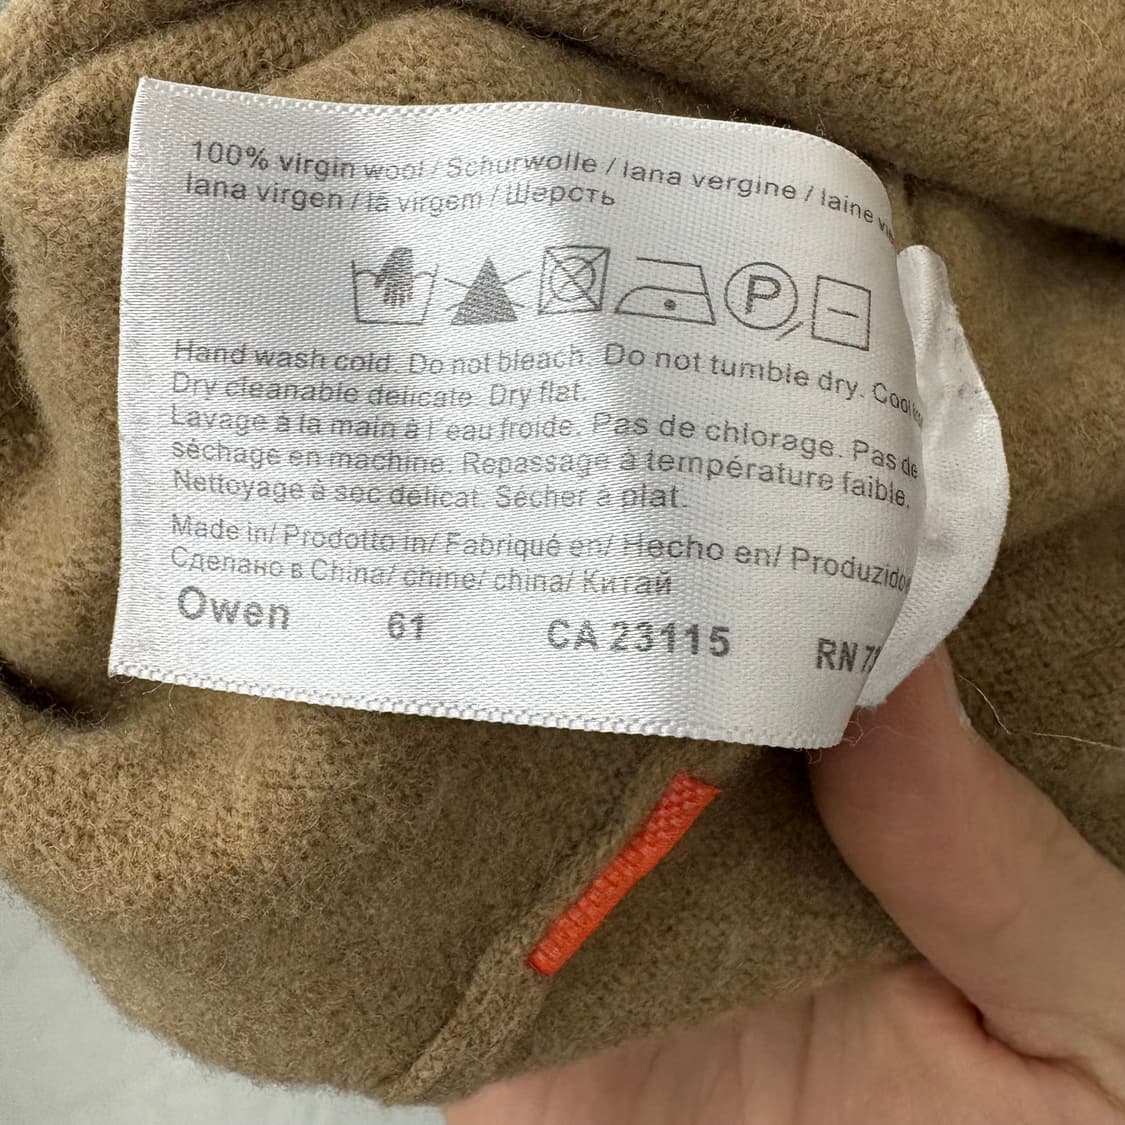 100% virgin wool / Schurwolle / lana vergine / laine
lana virgen / lã virgem / Шерсть
P
Hand wash cold. Do not bleach. Do not tumble dry. Cool
Dry cleanable delicate. Dry flat.
Lavage à la main à l'eau froide. Pas de chlorage. Pas de
séchage en machine. Repassage à température faible.
Nettoyage à sec délicat. Sécher à plat.
Made in/ Prodotto in/ Fabriqué en/ Hecho en/ Produzido
Сделано в China/ chine/ china/ Китай
Owen 61 CA 23115 RN